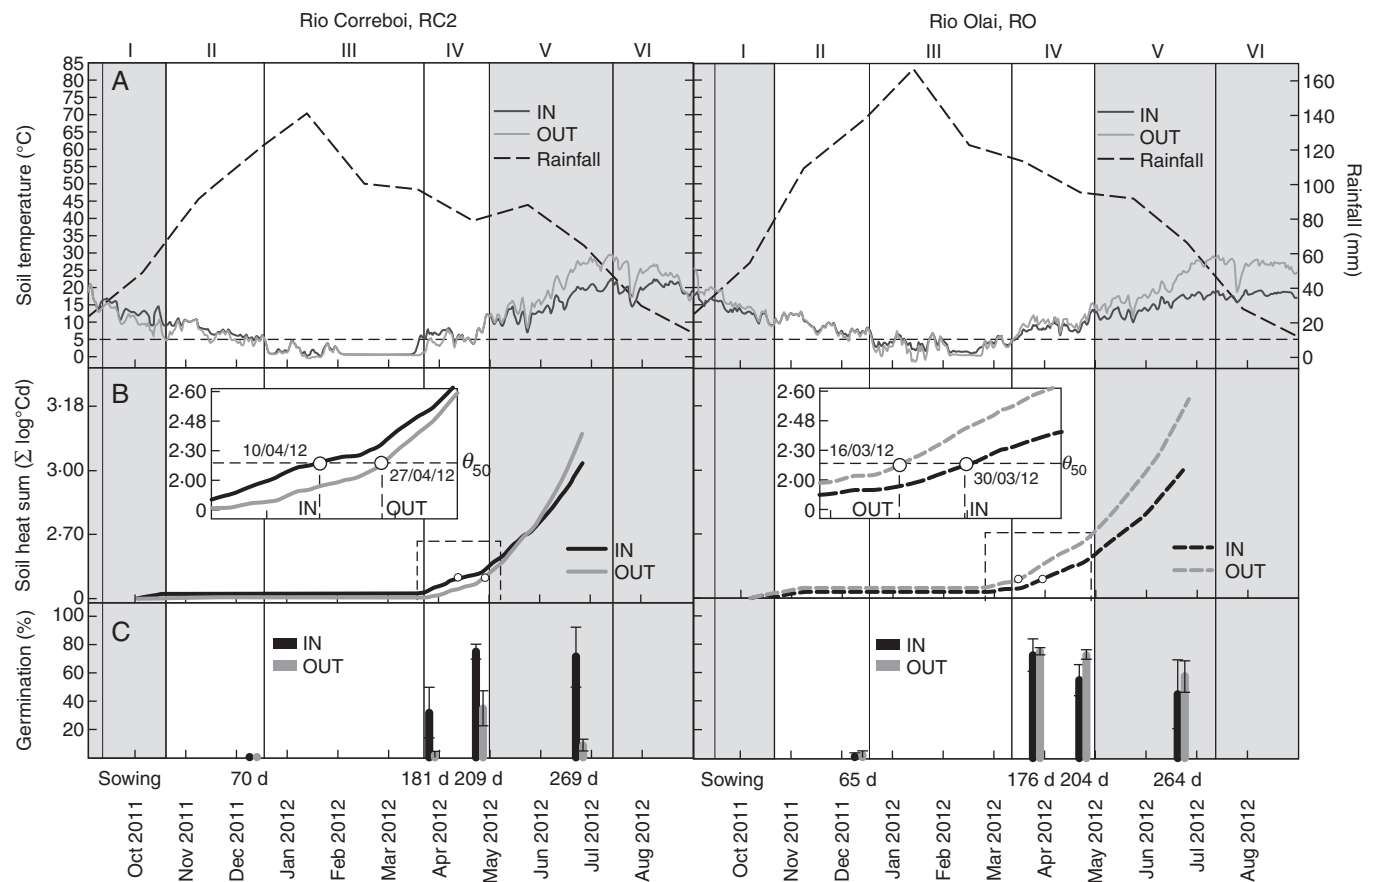 Rio Correboi, RC2
Rio Olai, RO
I II III IV V VI
I II III IV V VI
A
Soil temperature (°C)
85
80
75
70
65
60
55
50
45
40
35
30
25
20
15
10
5
0
IN
OUT
Rainfall
IN
OUT
Rainfall
160
140
120
100
80
60
40
20
0
Rainfall (mm)
B
Soil heat sum (Σ log°Cd)
3·18
3·00
2·70
0
2·60
2·48
2·30
2·00
0
10/04/12
27/04/12
θ50
IN OUT
IN
OUT
2·60
2·48
2·30
2·00
0
16/03/12
30/03/12
θ50
OUT IN
IN
OUT
C
Germination (%)
100
80
60
40
20
IN
OUT
IN
OUT
Sowing 70 d 181 d 209 d 269 d
Sowing 65 d 176 d 204 d 264 d
Oct 2011
Nov 2011
Dec 2011
Jan 2012
Feb 2012
Mar 2012
Apr 2012
May 2012
Jun 2012
Jul 2012
Aug 2012
Oct 2011
Nov 2011
Dec 2011
Jan 2012
Feb 2012
Mar 2012
Apr 2012
May 2012
Jun 2012
Jul 2012
Aug 2012